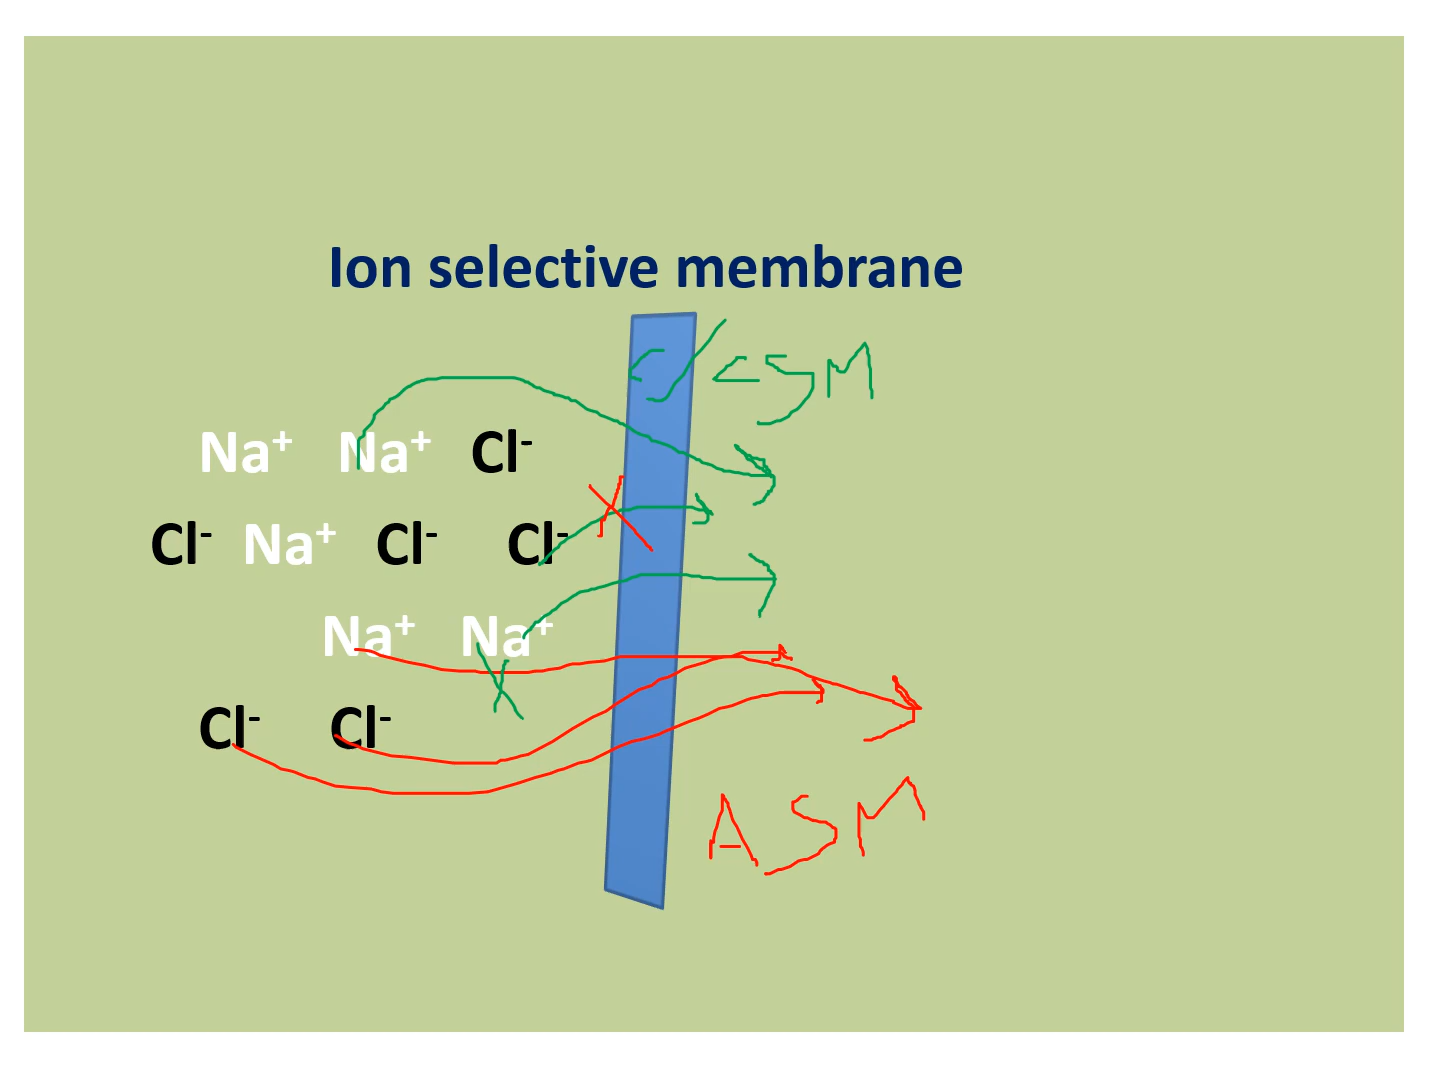 Ion selective membrane
CSM
Na⁺ Na⁺ Cl⁻
Cl⁻ Na⁺ Cl⁻ Cl⁻
Na⁺ Na⁺
Cl⁻ Cl⁻
ASM